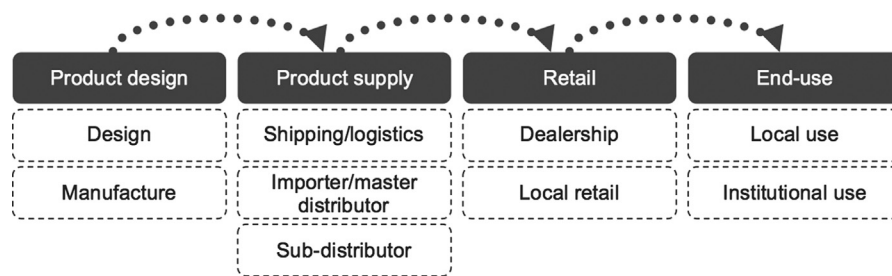 Product design
Product supply
Retail
End-use
Design
Shipping/logistics
Dealership
Local use
Manufacture
Importer/master
distributor
Local retail
Institutional use
Sub-distributor